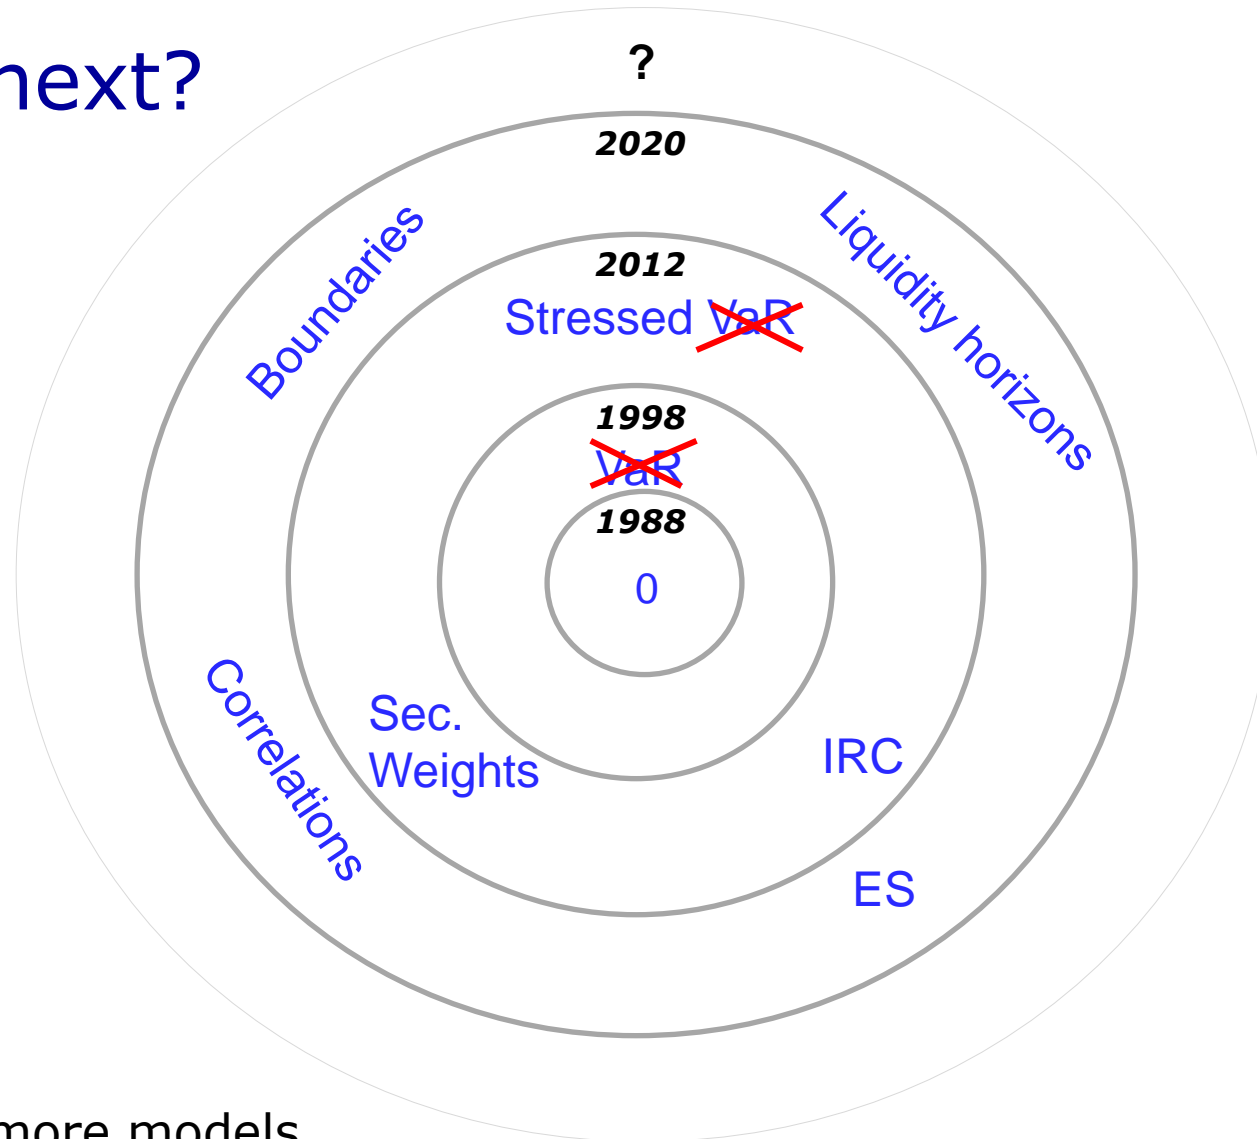 next?
?
2020
Boundaries
Liquidity horizons
2012
Stressed VaR
1998
VaR
1988
0
Correlations
Sec.
Weights
IRC
ES
more models